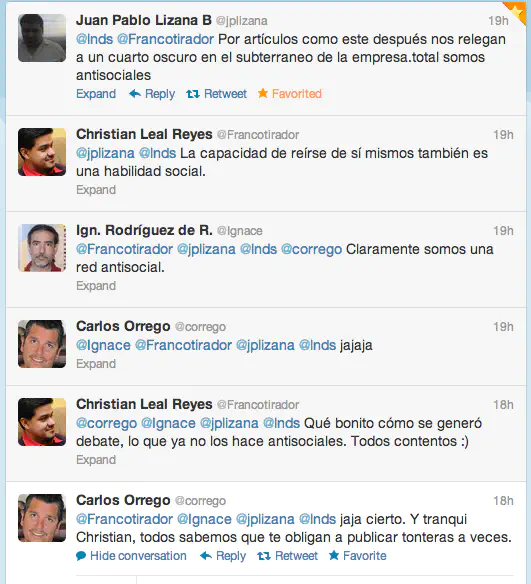 Juan Pablo Lizana B @jplizana 19h
@lnds @Francotirador Por artículos como este después nos relegan
a un cuarto oscuro en el subterraneo de la empresa.total somos
antisociales
Expand Reply Retweet Favorited
Christian Leal Reyes @Francotirador 19h
@jplizana @lnds La capacidad de reírse de sí mismos también es
una habilidad social.
Expand
Ign. Rodríguez de R. @Ignace 19h
@Francotirador @jplizana @lnds @corrego Claramente somos una
red antisocial.
Expand
Carlos Orrego @corrego 19h
@Ignace @Francotirador @jplizana @lnds jajaja
Expand
Christian Leal Reyes @Francotirador 18h
@corrego @Ignace @jplizana @lnds Qué bonito cómo se generó
debate, lo que ya no los hace antisociales. Todos contentos :)
Expand
Carlos Orrego @corrego 18h
@Francotirador @Ignace @jplizana @lnds jaja cierto. Y tranqui
Christian, todos sabemos que te obligan a publicar tonteras a veces.
Hide conversation Reply Retweet Favorite